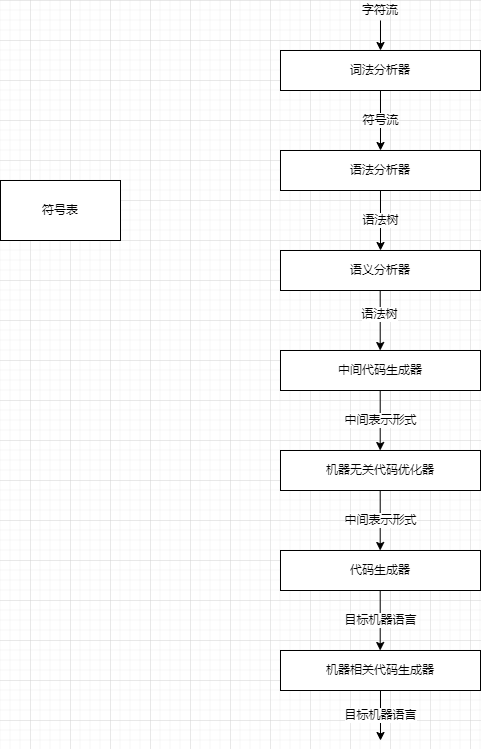 字符流
词法分析器
符号流
语法分析器
符号表
语法树
语义分析器
语法树
中间代码生成器
中间表示形式
机器无关代码优化器
中间表示形式
代码生成器
目标机器语言
机器相关代码生成器
目标机器语言